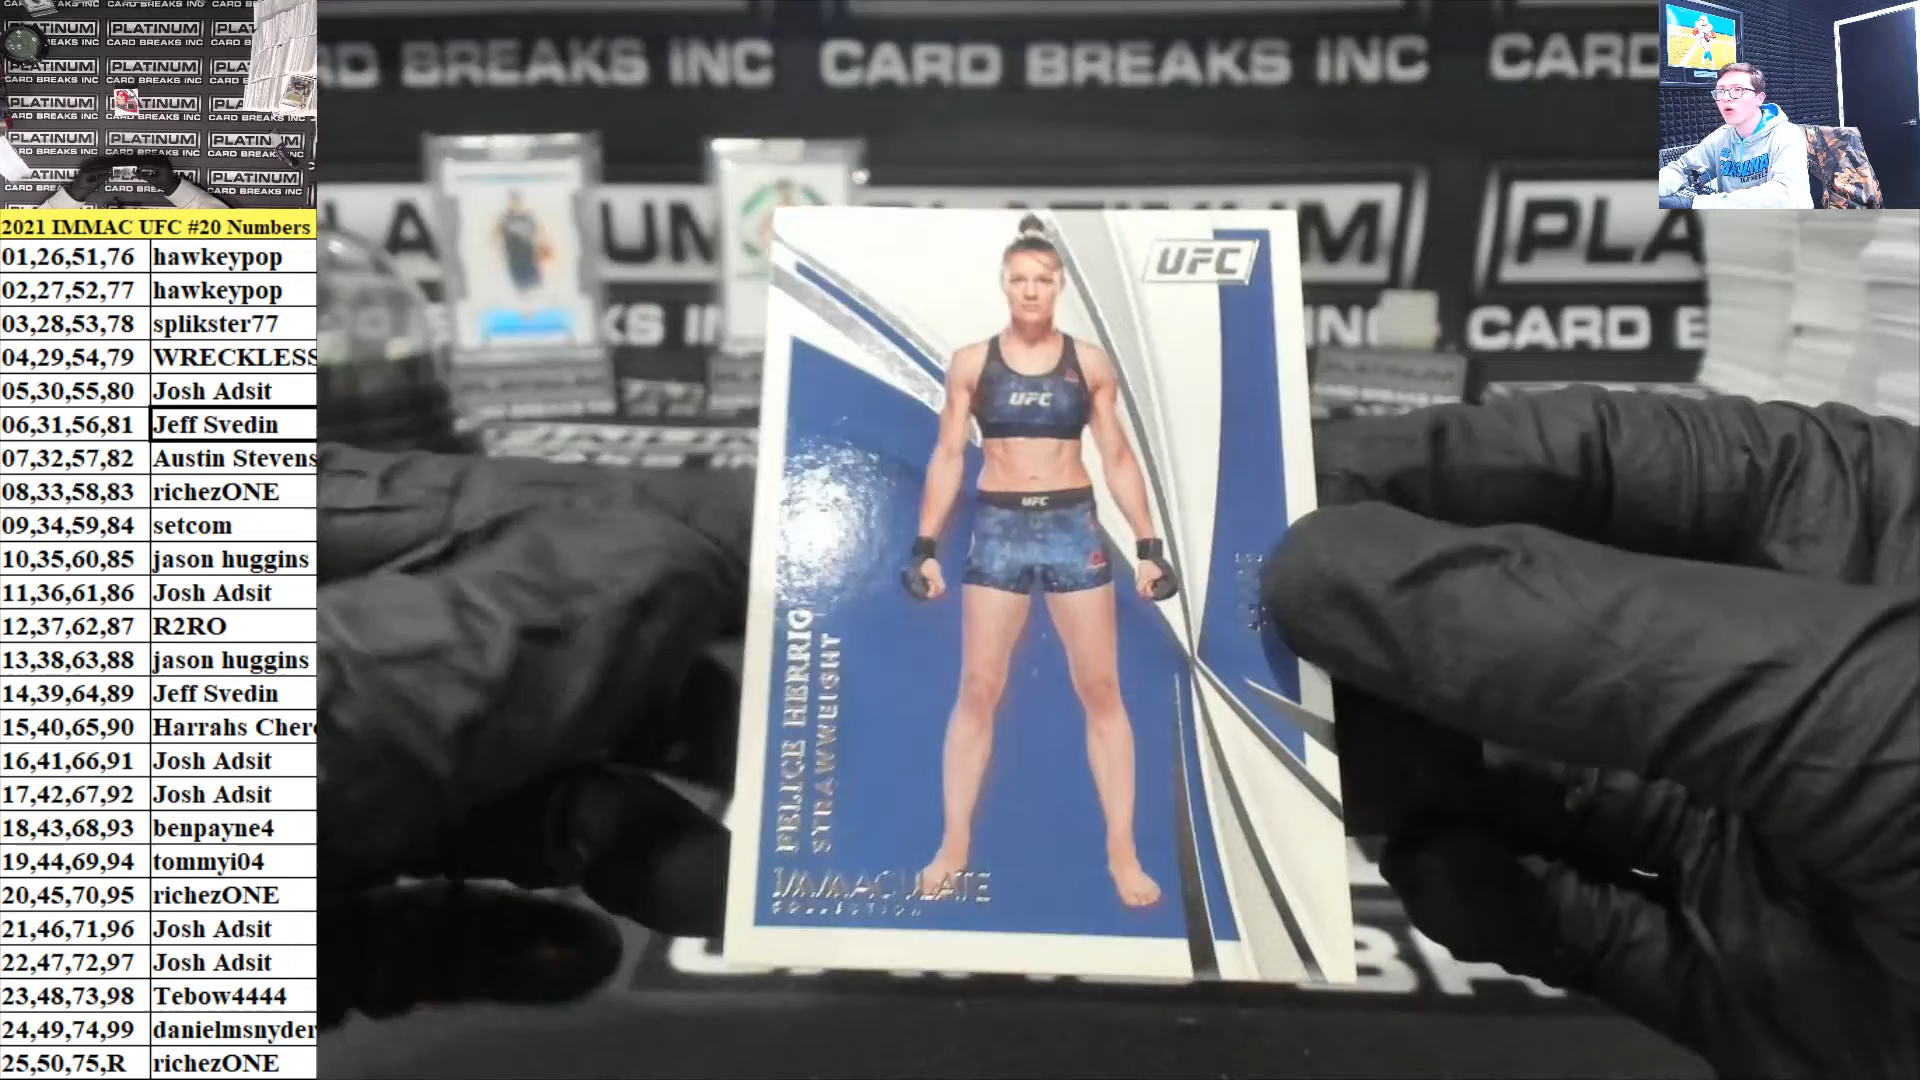 2021 IMMAC UFC #20 Numbers
01,26,51,76 hawkeypop
02,27,52,77 hawkeypop
03,28,53,78 splikster77
04,29,54,79 WRECKLESS
05,30,55,80 Josh Adsit
06,31,56,81 Jeff Svedin
07,32,57,82 Austin Stevens
08,33,58,83 richezONE
09,34,59,84 setcom
10,35,60,85 jason huggins
11,36,61,86 Josh Adsit
12,37,62,87 R2RO
13,38,63,88 jason huggins
14,39,64,89 Jeff Svedin
15,40,65,90 Harrahs Cher
16,41,66,91 Josh Adsit
17,42,67,92 Josh Adsit
18,43,68,93 benpayne4
19,44,69,94 tommyi04
20,45,70,95 richezONE
21,46,71,96 Josh Adsit
22,47,72,97 Josh Adsit
23,48,73,98 Tebow4444
24,49,74,99 danielmsnyder
25,50,75,R richezONE
RD BREAKS INC CARD BREAKS INC CARD
PLATINUM
CARD BREAKS INC
UFC
UFC
UFC
FELICE HERRIG
STRAWWEIGHT
IMMACULATE
COLLECTION